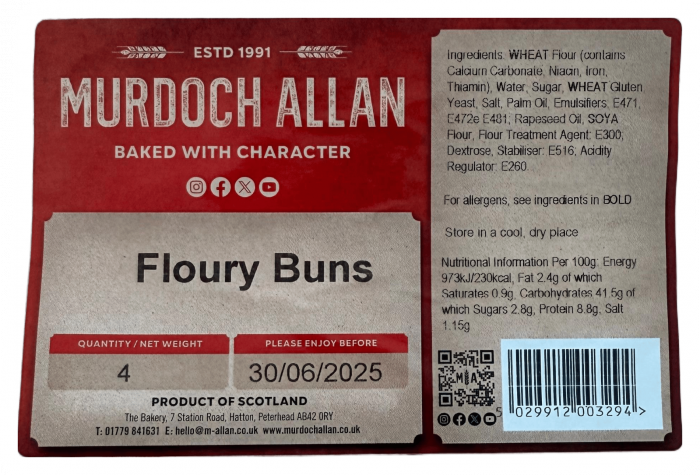 ESTD 1991
MURDOCH ALLAN
BAKED WITH CHARACTER
Floury Buns
QUANTITY / NET WEIGHT
4
PLEASE ENJOY BEFORE
30/06/2025
PRODUCT OF SCOTLAND
The Bakery, 7 Station Road, Hatton, Peterhead AB42 0RY
T: 01779 841631 E: hello@m-allan.co.uk www.murdochallan.co.uk
Ingredients: WHEAT Flour (contains
Calcium Carbonate, Niacin, Iron,
Thiamin), Water, Sugar, WHEAT Gluten,
Yeast, Salt, Palm Oil, Emulsifiers: E471,
E472e E481, Rapeseed Oil, SOYA
Flour, Flour Treatment Agent: E300,
Dextrose, Stabiliser: E516, Acidity
Regulator: E260.
For allergens, see ingredients in BOLD
Store in a cool, dry place
Nutritional Information Per 100g: Energy
973kJ/230kcal, Fat 2.4g of which
Saturates 0.9g, Carbohydrates 41.5g of
which Sugars 2.8g, Protein 8.8g, Salt
1.15g
M A
5 029912 003294 >